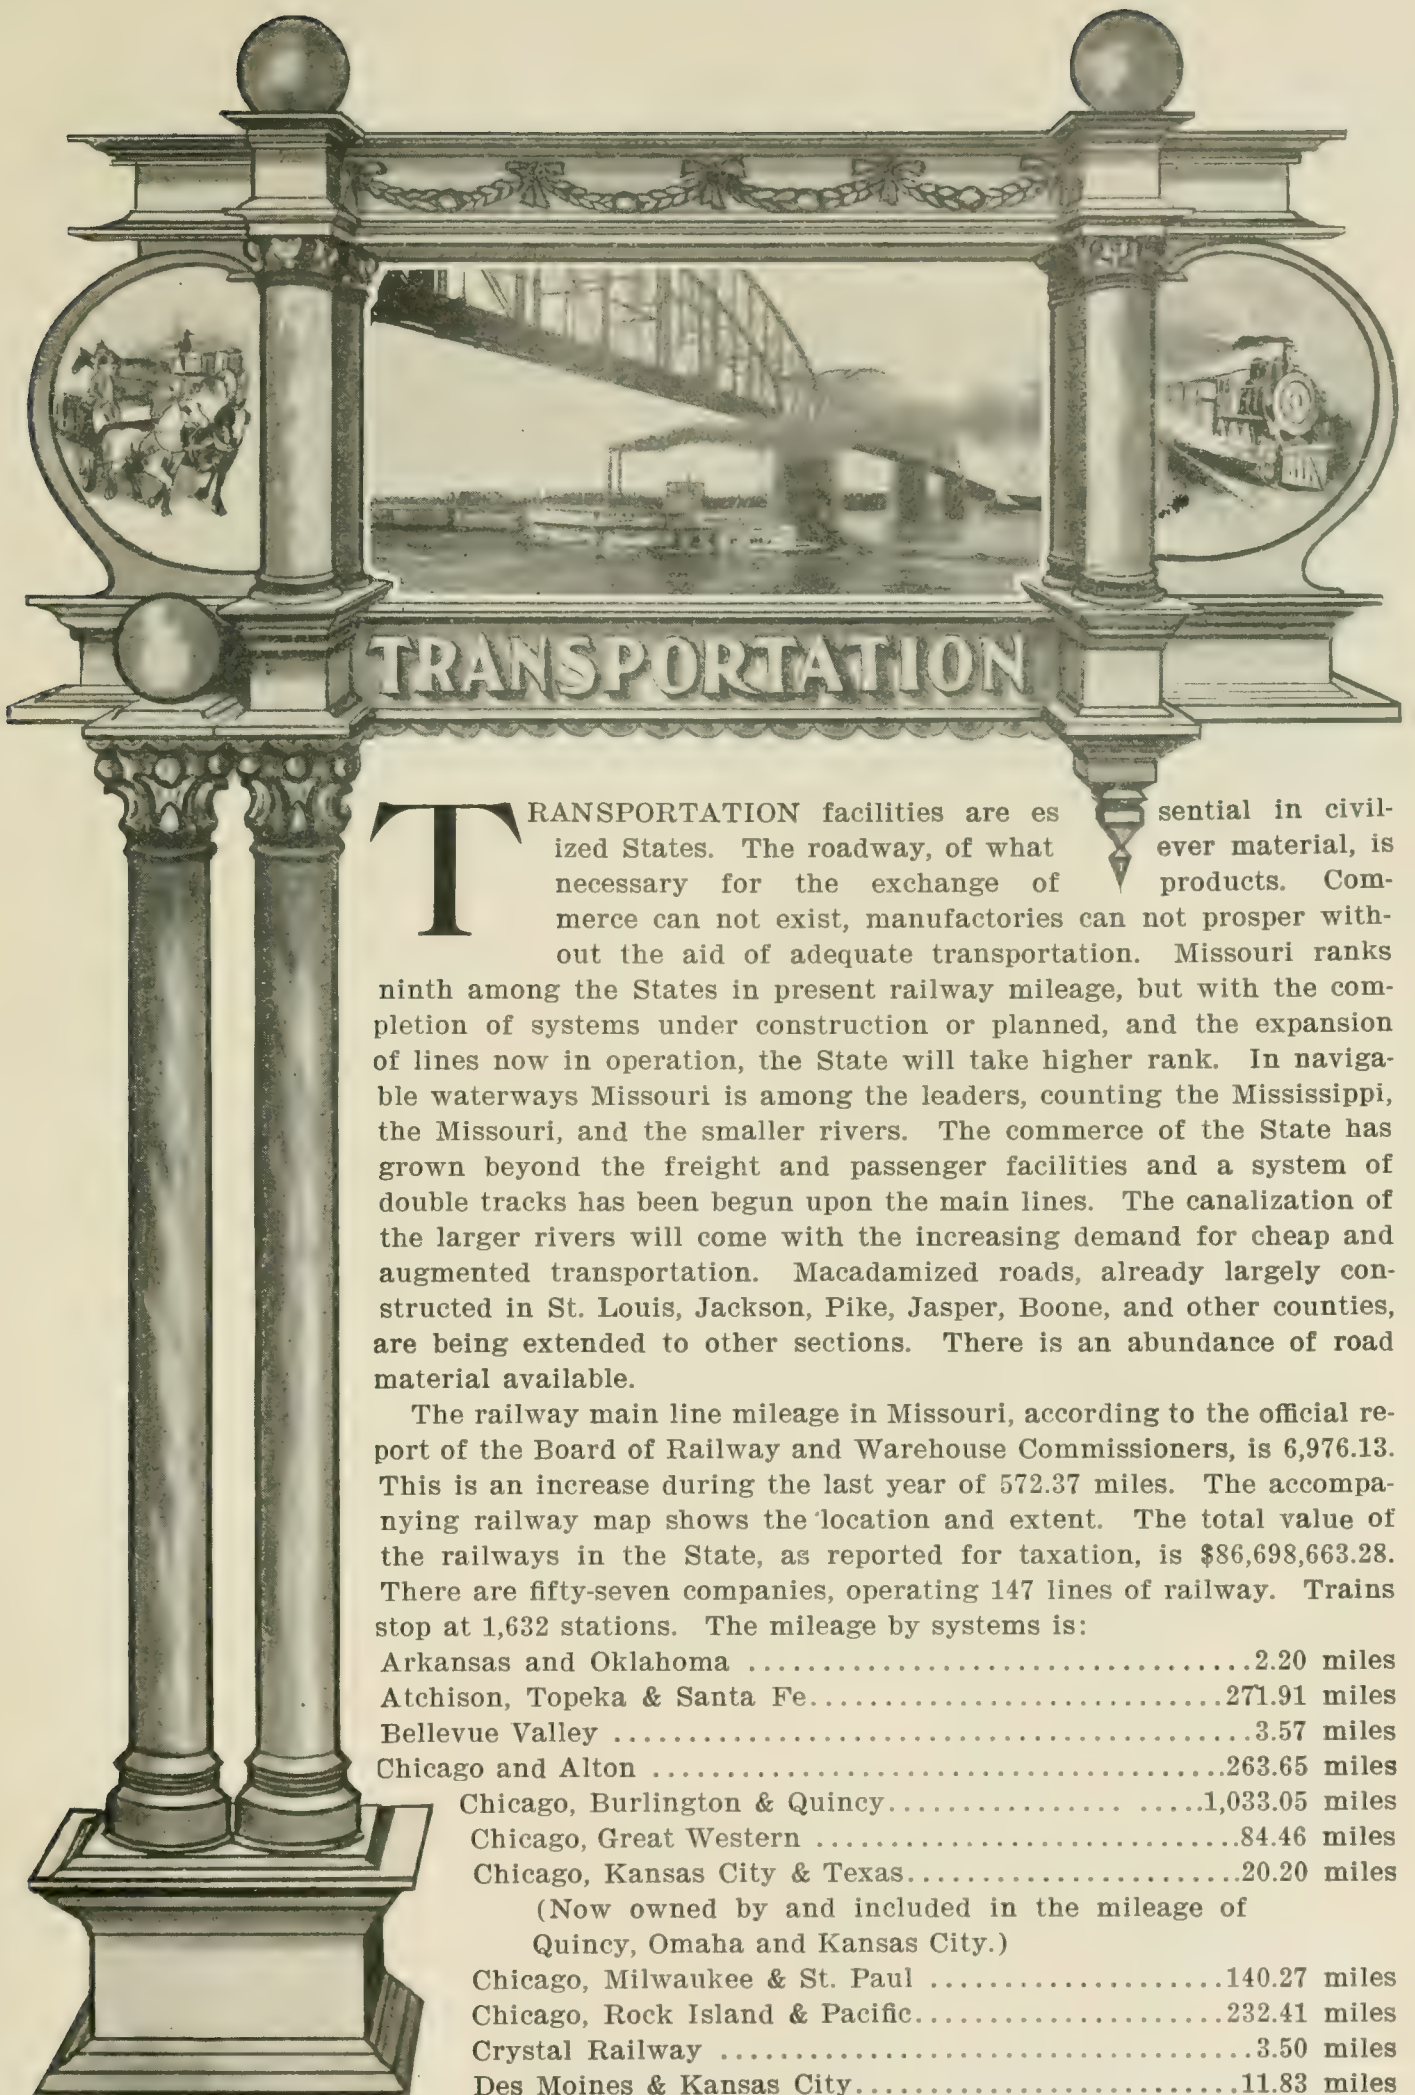 TRANSPORTATION
TRANSPORTATION facilities are es sential in civil-
ized States. The roadway, of what ever material, is
necessary for the exchange of products. Com-
merce can not exist, manufactories can not prosper with-
out the aid of adequate transportation. Missouri ranks
ninth among the States in present railway mileage, but with the com-
pletion of systems under construction or planned, and the expansion
of lines now in operation, the State will take higher rank. In naviga-
ble waterways Missouri is among the leaders, counting the Mississippi,
the Missouri, and the smaller rivers. The commerce of the State has
grown beyond the freight and passenger facilities and a system of
double tracks has been begun upon the main lines. The canalization of
the larger rivers will come with the increasing demand for cheap and
augmented transportation. Macadamized roads, already largely con-
structed in St. Louis, Jackson, Pike, Jasper, Boone, and other counties,
are being extended to other sections. There is an abundance of road
material available.
The railway main line mileage in Missouri, according to the official re-
port of the Board of Railway and Warehouse Commissioners, is 6,976.13.
This is an increase during the last year of 572.37 miles. The accompa-
nying railway map shows the location and extent. The total value of
the railways in the State, as reported for taxation, is $86,698,663.28.
There are fifty-seven companies, operating 147 lines of railway. Trains
stop at 1,632 stations. The mileage by systems is:
Arkansas and Oklahoma ..................................2.20 miles
Atchison, Topeka & Santa Fe............................271.91 miles
Bellevue Valley ...........................................3.57 miles
Chicago and Alton .......................................263.65 miles
Chicago, Burlington & Quincy................ .....1,033.05 miles
Chicago, Great Western .............................84.46 miles
Chicago, Kansas City & Texas.......................20.20 miles
(Now owned by and included in the mileage of
Quincy, Omaha and Kansas City.)
Chicago, Milwaukee & St. Paul ....................140.27 miles
Chicago, Rock Island & Pacific.....................232.41 miles
Crystal Railway ....................................3.50 miles
Des Moines & Kansas City..........................11.83 miles